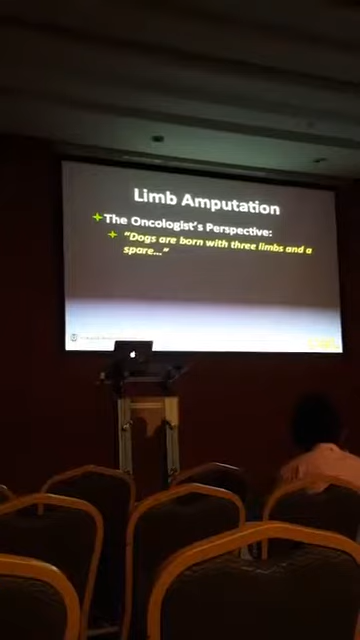 Limb Amputation
The Oncologist's Perspective:
"Dogs are born with three limbs and a
spare..."